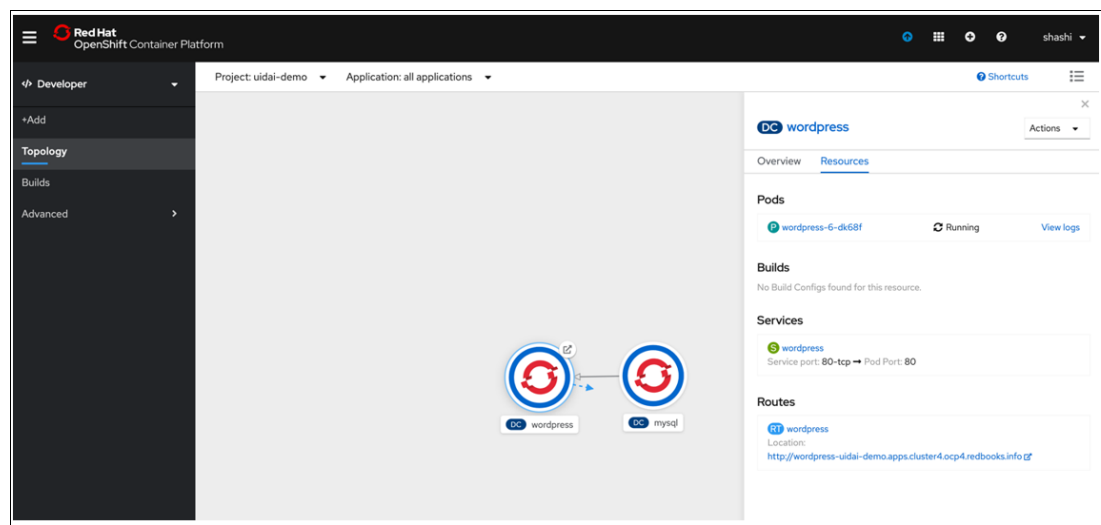 Red Hat
OpenShift Container Platform
shashi
Developer
Project: uidai-demo
Application: all applications
Shortcuts
+Add
Topology
Builds
Advanced
DC wordpress
Actions
Overview Resources
Pods
P wordpress-6-dk68f Running View logs
Builds
No Build Configs found for this resource.
Services
S wordpress
Service port: 80-tcp → Pod Port: 80
Routes
RT wordpress
Location:
http://wordpress-uidai-demo.apps.cluster4.ocp4.redbooks.info
DC wordpress
DC mysql